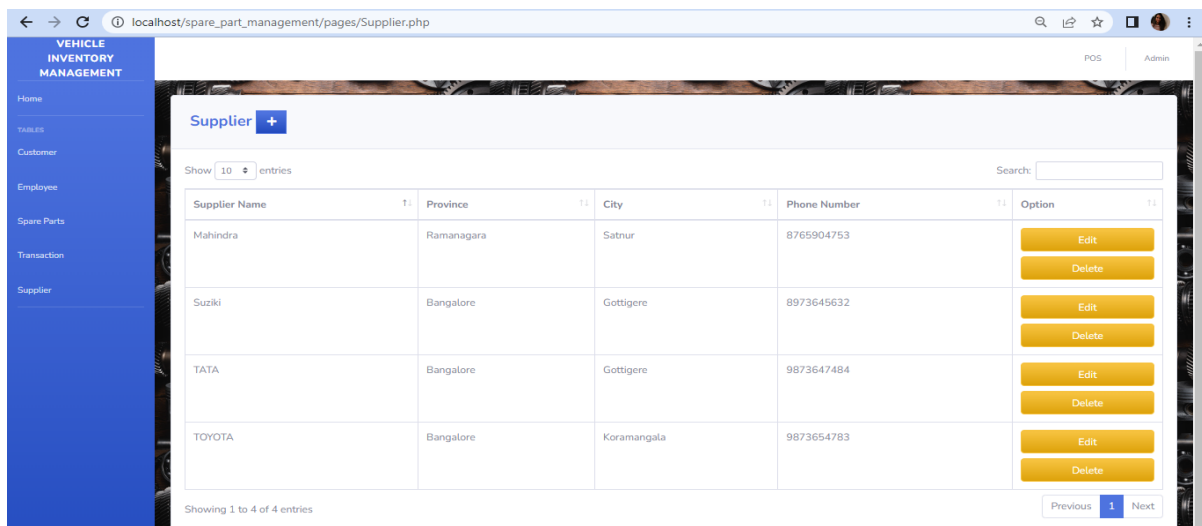 localhost/spare_part_management/pages/Supplier.php
VEHICLE
INVENTORY
MANAGEMENT
POS Admin
Home
TABLES
Customer
Employee
Spare Parts
Transaction
Supplier
Supplier +
Show 10 entries Search:
Supplier Name Province City Phone Number Option
Mahindra Ramanagara Satnur 8765904753 Edit
Delete
Suziki Bangalore Gottigere 8973645632 Edit
Delete
TATA Bangalore Gottigere 9873647484 Edit
Delete
TOYOTA Bangalore Koramangala 9873654783 Edit
Delete
Showing 1 to 4 of 4 entries Previous 1 Next